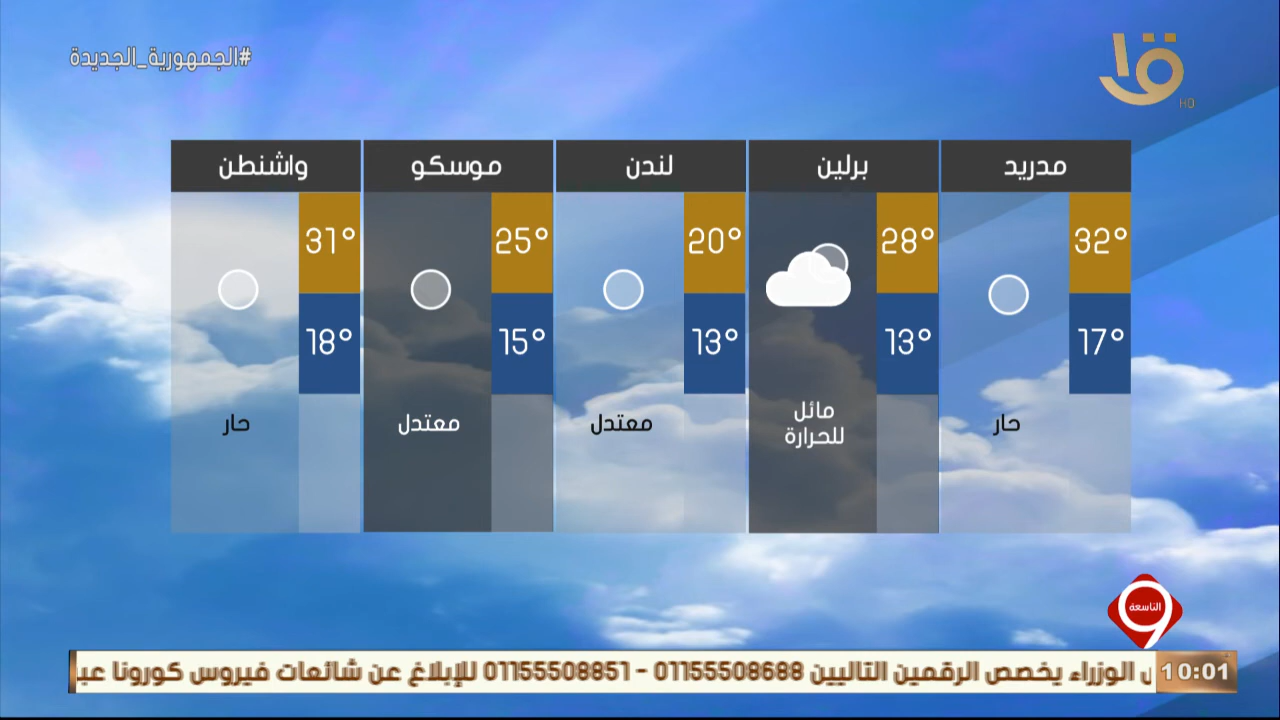 #الجمهورية_الجديدة
HD
مدريد
32°
17°
حار
برلين
28°
13°
مائل
للحرارة
لندن
20°
13°
معتدل
موسكو
25°
15°
معتدل
واشنطن
31°
18°
حار
التاسعة
9
10:01
الوزراء يخصص الرقمين التاليين 01155508688 - 01155508851 للإبلاغ عن شائعات فيروس كورونا